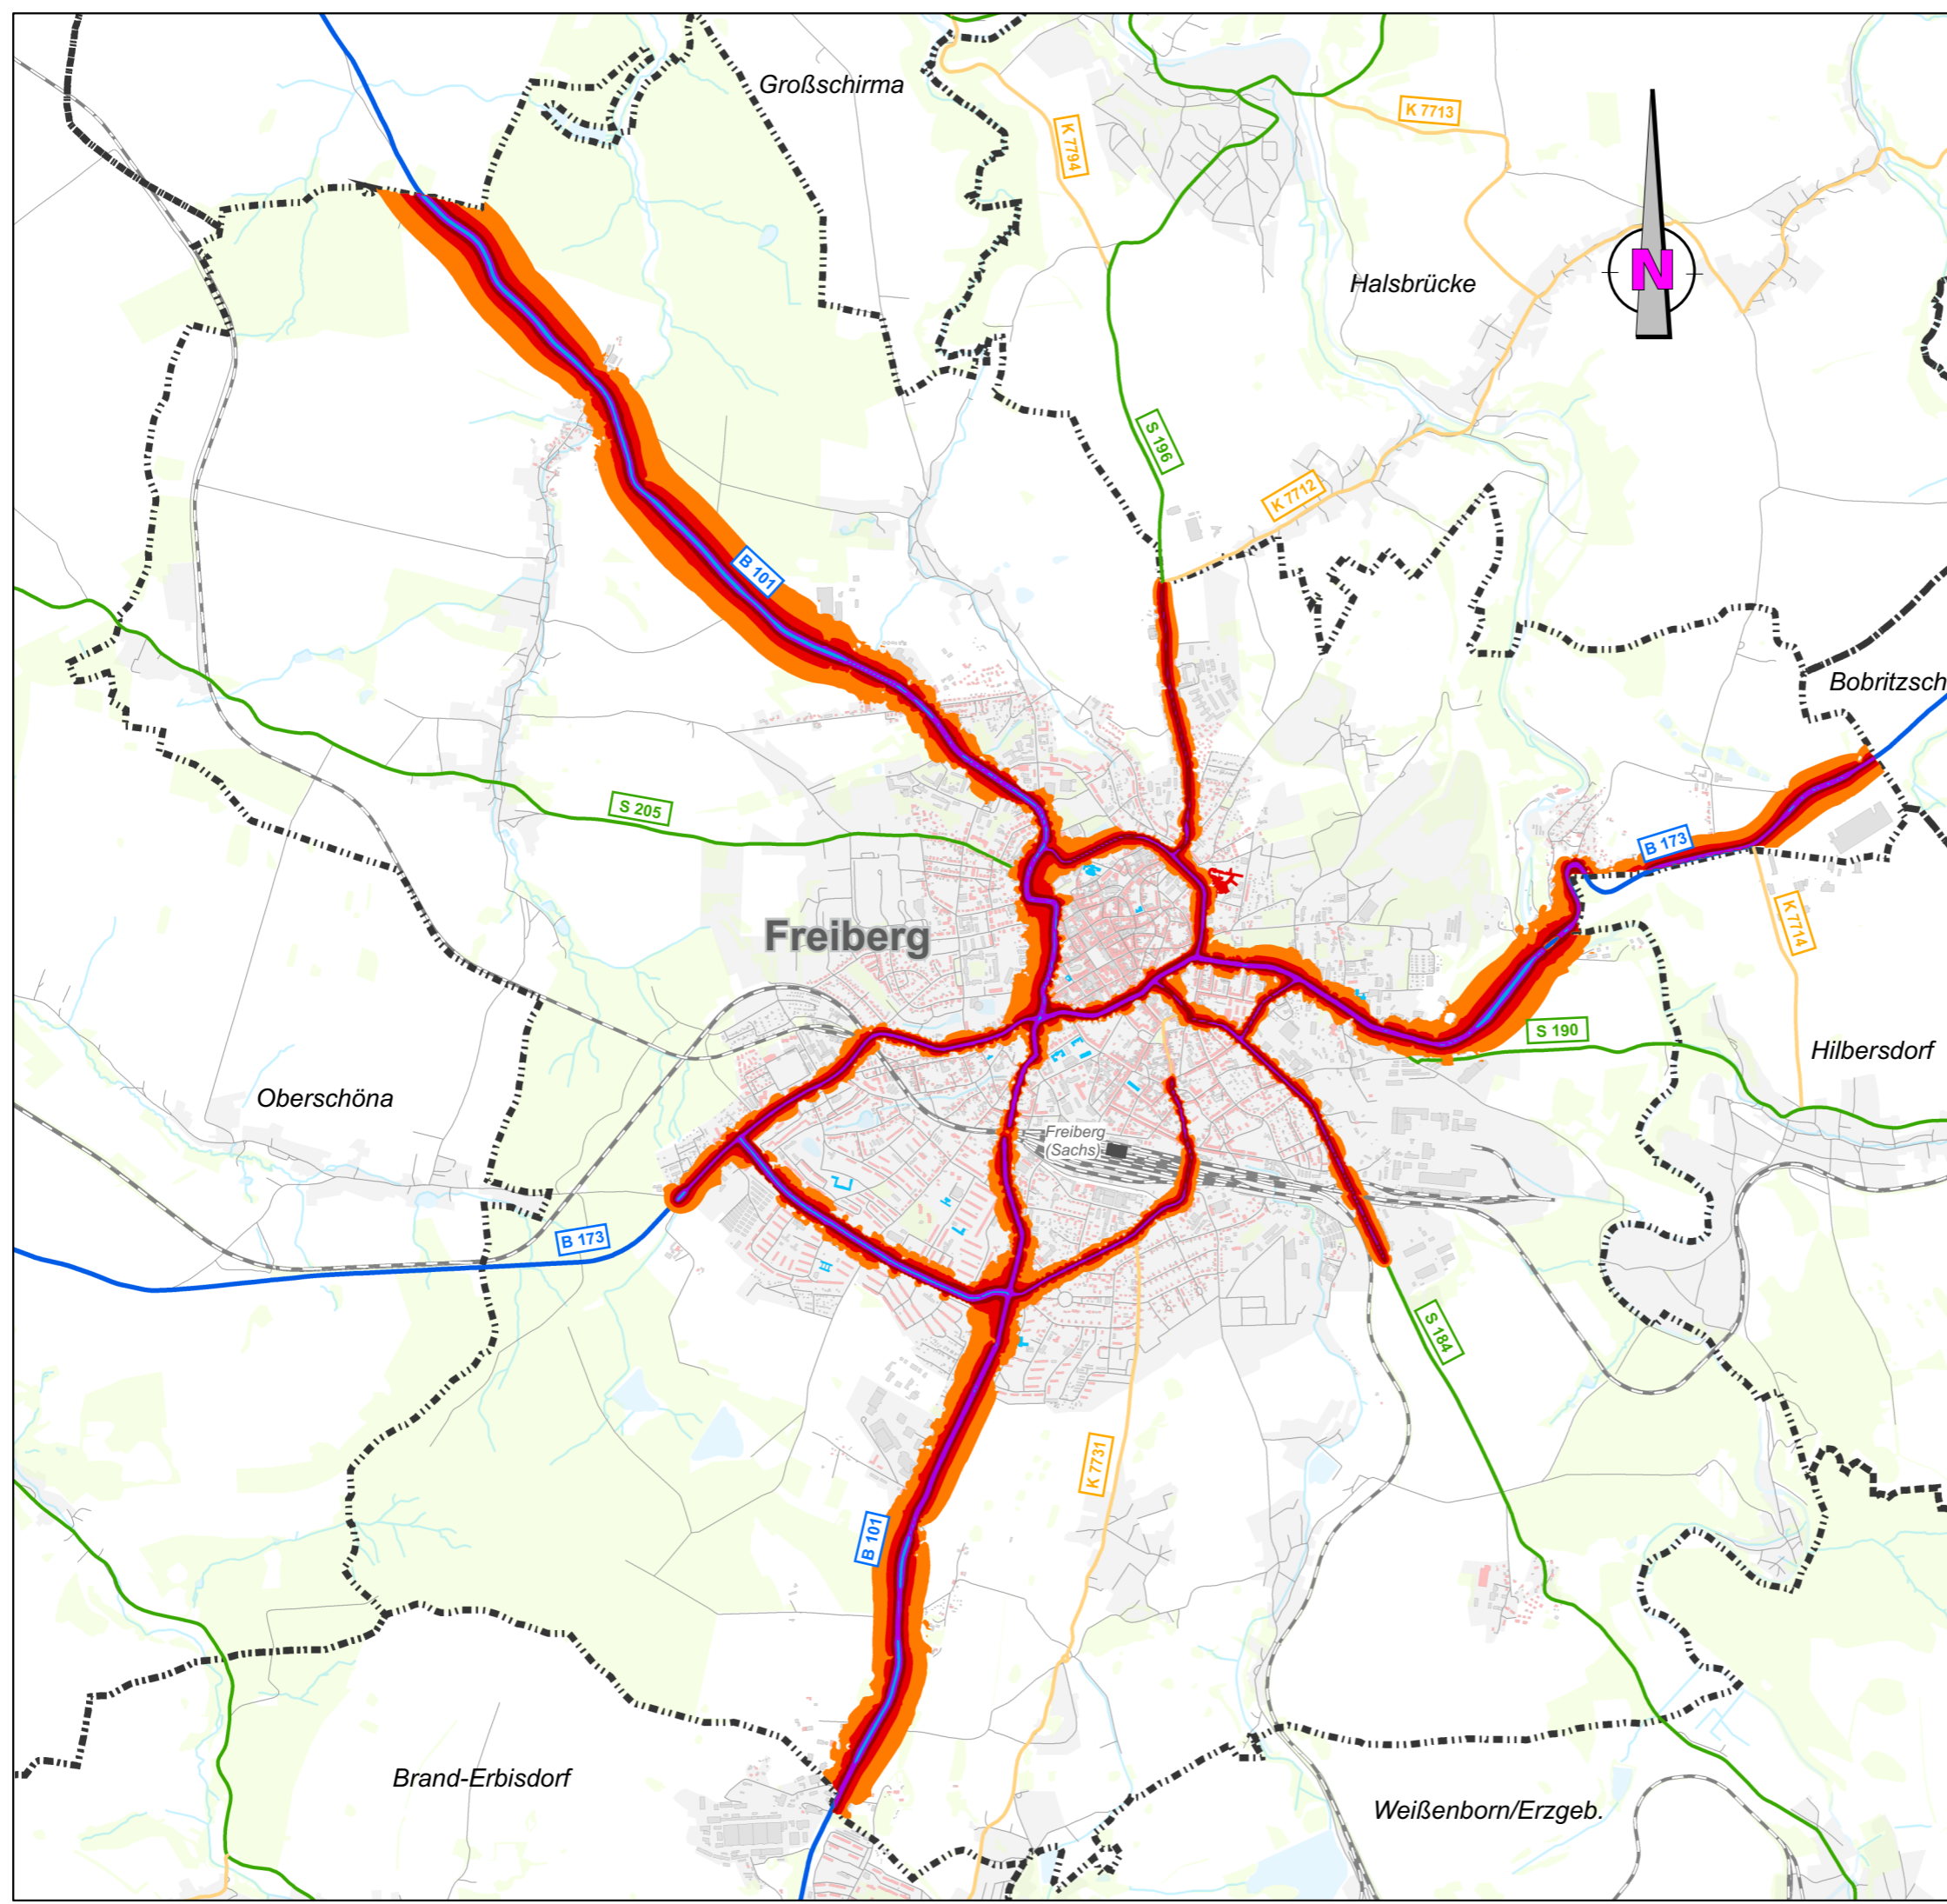 Großschirma
K 7794
K 7713
Halsbrücke
N
S 196
K 7712
B 101
Bobritzsch
S 205
B 173
Freiberg
K 7714
S 190
Hilbersdorf
Oberschöna
Freiberg
(Sachs)
B 173
S 184
K 7731
B 101
Brand-Erbisdorf
Weißenborn/Erzgeb.